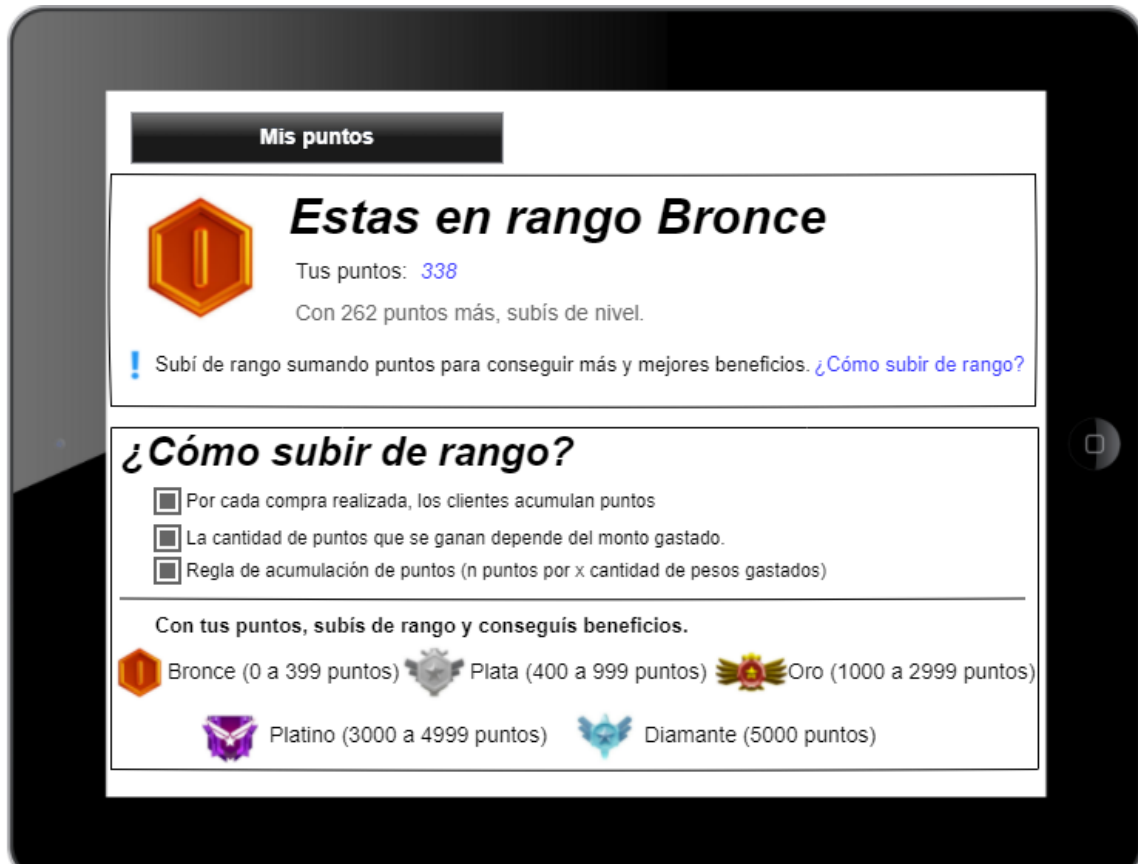 Mis puntos
Estas en rango Bronce
Tus puntos: 338
Con 262 puntos más, subís de nivel.
Subí de rango sumando puntos para conseguir más y mejores beneficios. ¿Cómo subir de rango?
¿Cómo subir de rango?
Por cada compra realizada, los clientes acumulan puntos
La cantidad de puntos que se ganan depende del monto gastado.
Regla de acumulación de puntos (n puntos por x cantidad de pesos gastados)
Con tus puntos, subís de rango y conseguís beneficios.
Bronce (0 a 399 puntos) Plata (400 a 999 puntos) Oro (1000 a 2999 puntos)
Platino (3000 a 4999 puntos) Diamante (5000 puntos)